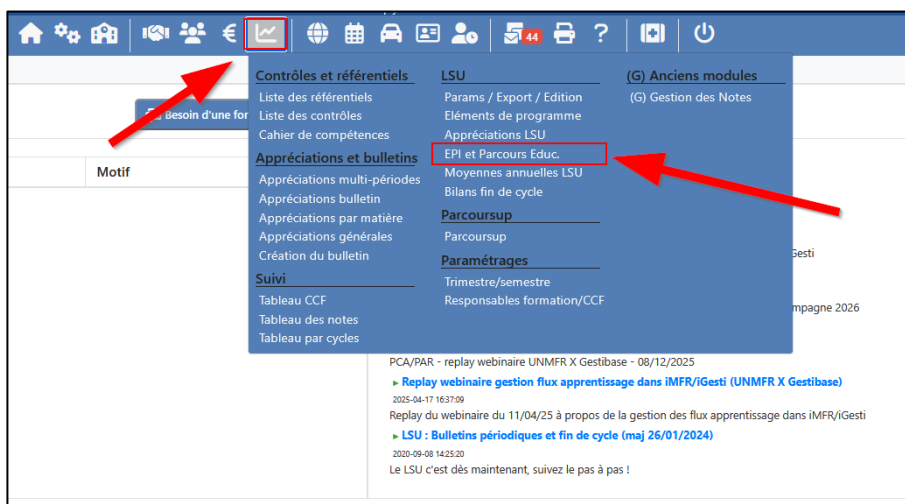 44 ?
Besoin d'une for
Motif
Contrôles et référentiels
Liste des référentiels
Liste des contrôles
Cahier de compétences
Appréciations et bulletins
Appréciations multi-périodes
Appréciations bulletin
Appréciations par matière
Appréciations générales
Création du bulletin
Suivi
Tableau CCF
Tableau des notes
Tableau par cycles
LSU
Params / Export / Edition
Eléments de programme
Appréciations LSU
EPI et Parcours Educ.
Moyennes annuelles LSU
Bilans fin de cycle
Parcoursup
Parcoursup
Paramétrages
Trimestre/semestre
Responsables formation/CCF
(G) Anciens modules
(G) Gestion des Notes
Gesti
mpagne 2026
PCA/PAR - replay webinaire UNMFR X Gestibase - 08/12/2025
▸ Replay webinaire gestion flux apprentissage dans iMFR/iGesti (UNMFR X Gestibase)
2025-04-17 16:37:09
Replay du webinaire du 11/04/25 à propos de la gestion des flux apprentissage dans iMFR/iGesti
▸ LSU : Bulletins périodiques et fin de cycle (maj 26/01/2024)
2020-09-08 14:25:20
Le LSU c'est dès maintenant, suivez le pas à pas !